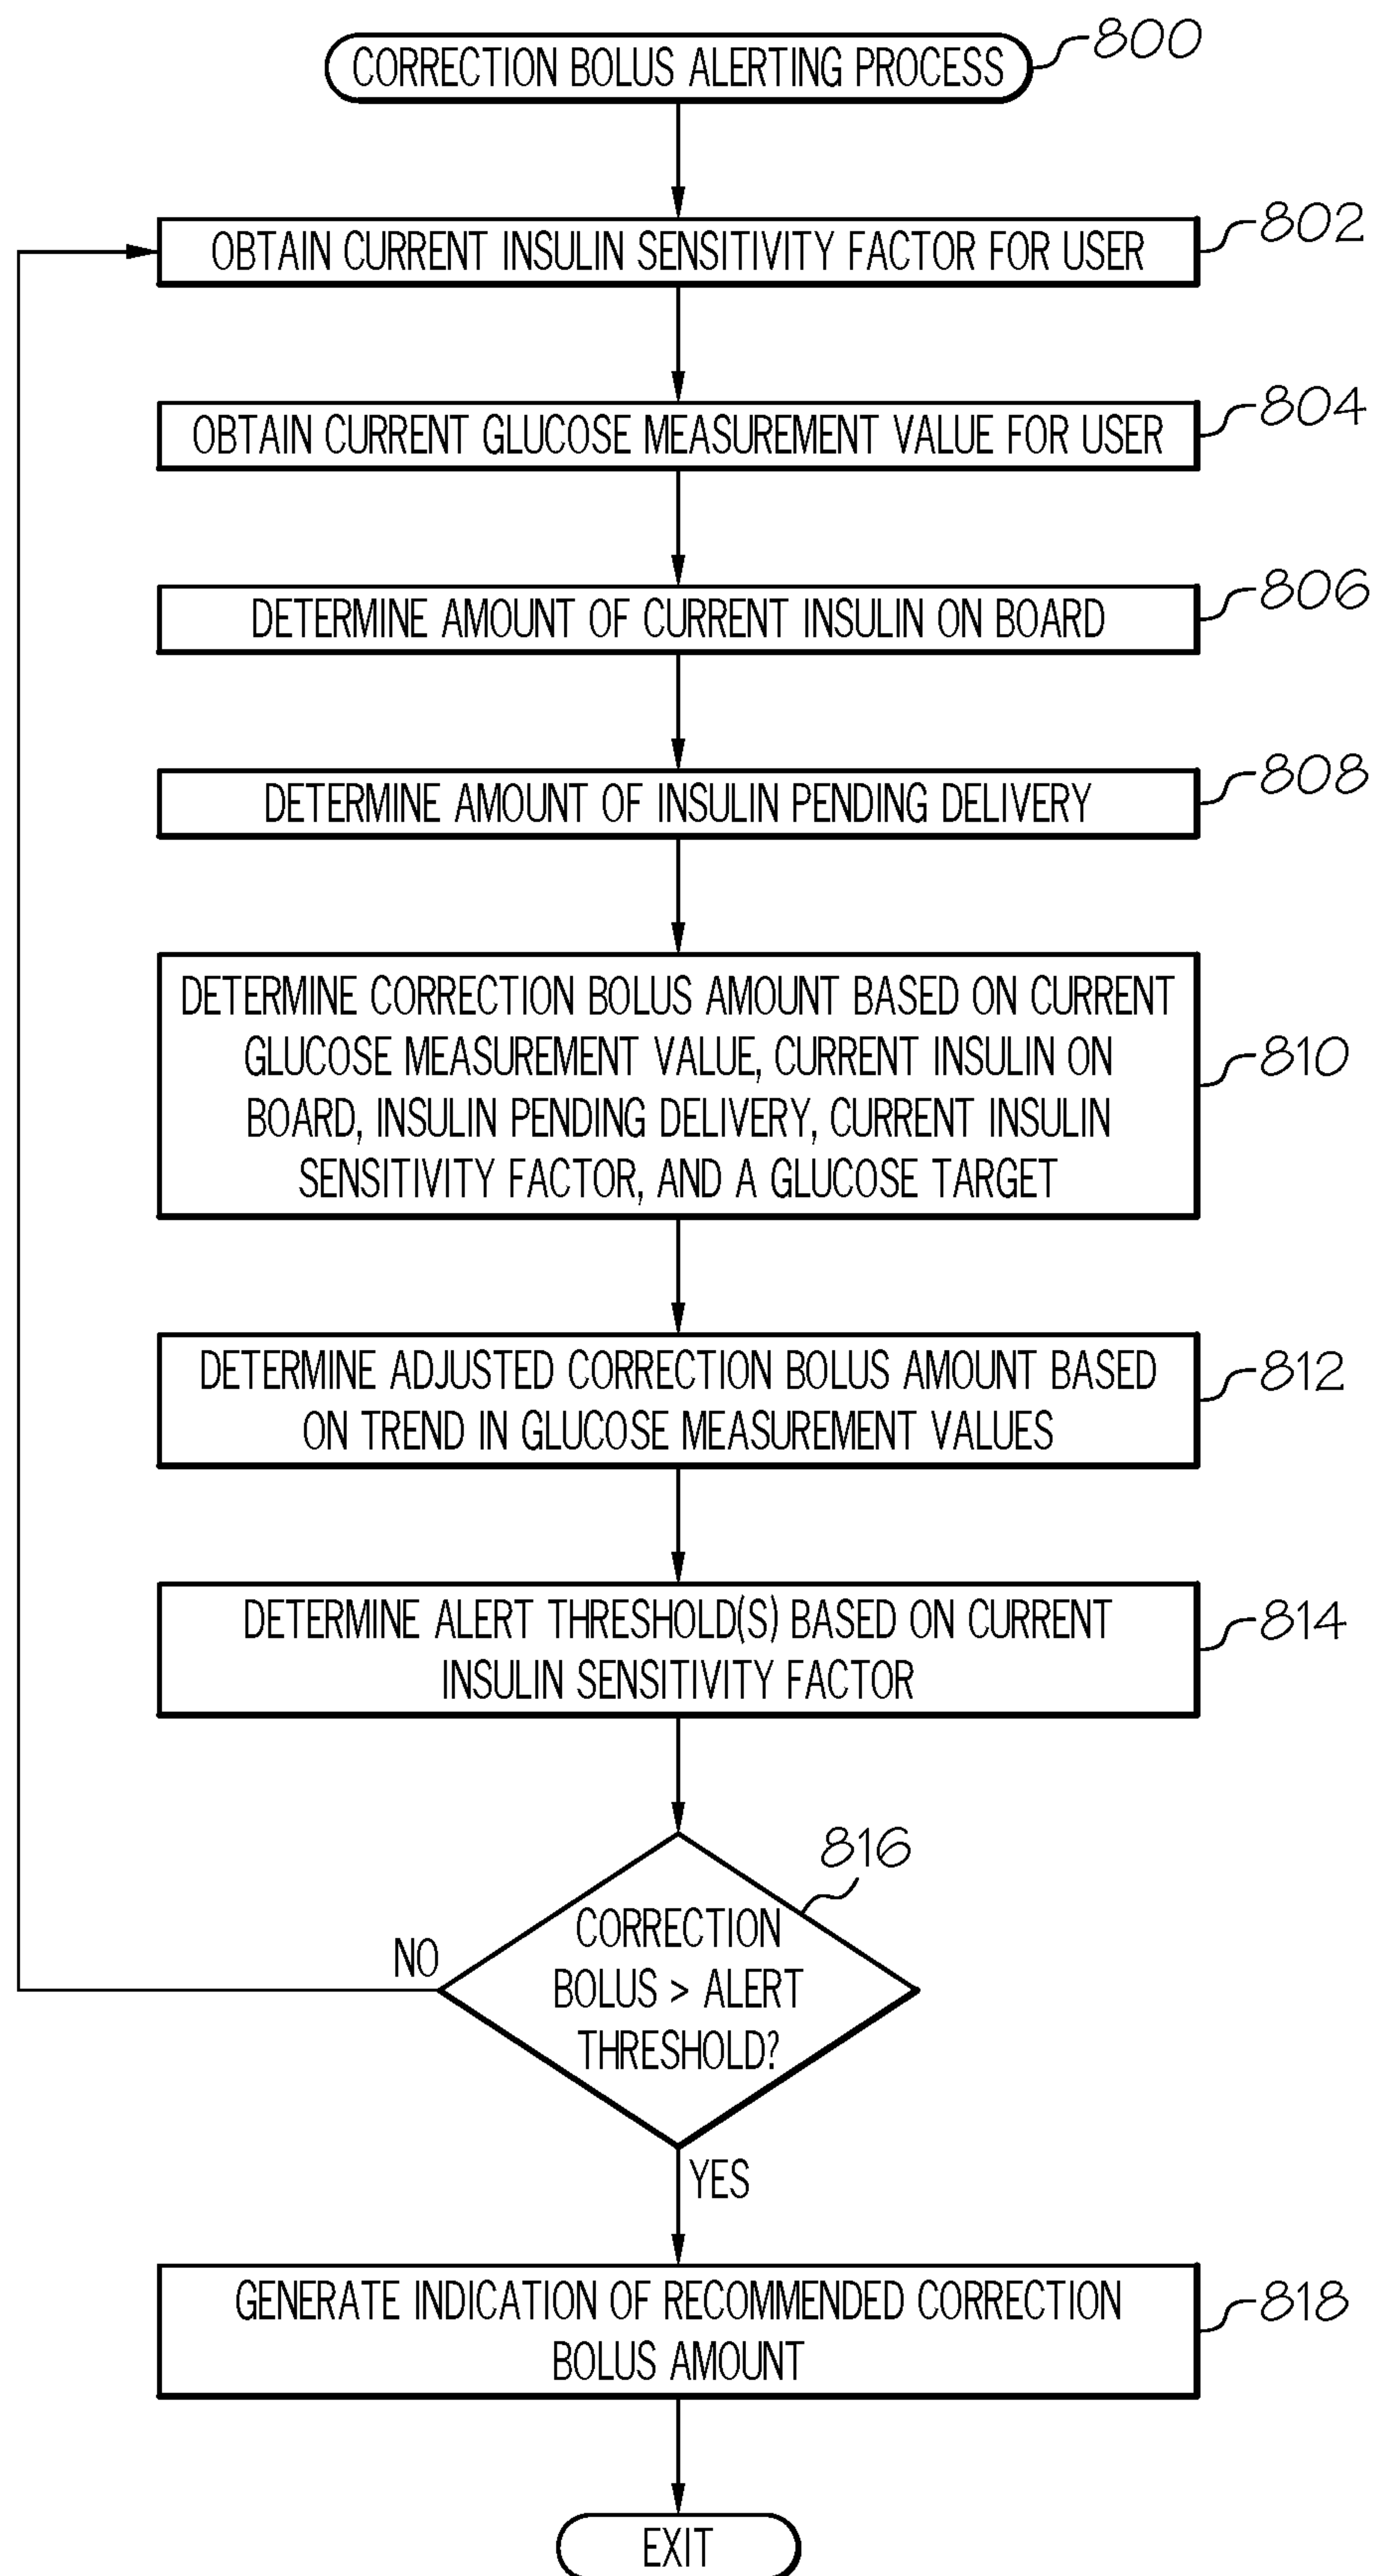 CORRECTION BOLUS ALERTING PROCESS
800
OBTAIN CURRENT INSULIN SENSITIVITY FACTOR FOR USER
802
OBTAIN CURRENT GLUCOSE MEASUREMENT VALUE FOR USER
804
DETERMINE AMOUNT OF CURRENT INSULIN ON BOARD
806
DETERMINE AMOUNT OF INSULIN PENDING DELIVERY
808
DETERMINE CORRECTION BOLUS AMOUNT BASED ON CURRENT
GLUCOSE MEASUREMENT VALUE, CURRENT INSULIN ON
BOARD, INSULIN PENDING DELIVERY, CURRENT INSULIN
SENSITIVITY FACTOR, AND A GLUCOSE TARGET
810
DETERMINE ADJUSTED CORRECTION BOLUS AMOUNT BASED
ON TREND IN GLUCOSE MEASUREMENT VALUES
812
DETERMINE ALERT THRESHOLD(S) BASED ON CURRENT
INSULIN SENSITIVITY FACTOR
814
816
CORRECTION
BOLUS > ALERT
THRESHOLD?
NO
YES
GENERATE INDICATION OF RECOMMENDED CORRECTION
BOLUS AMOUNT
818
EXIT